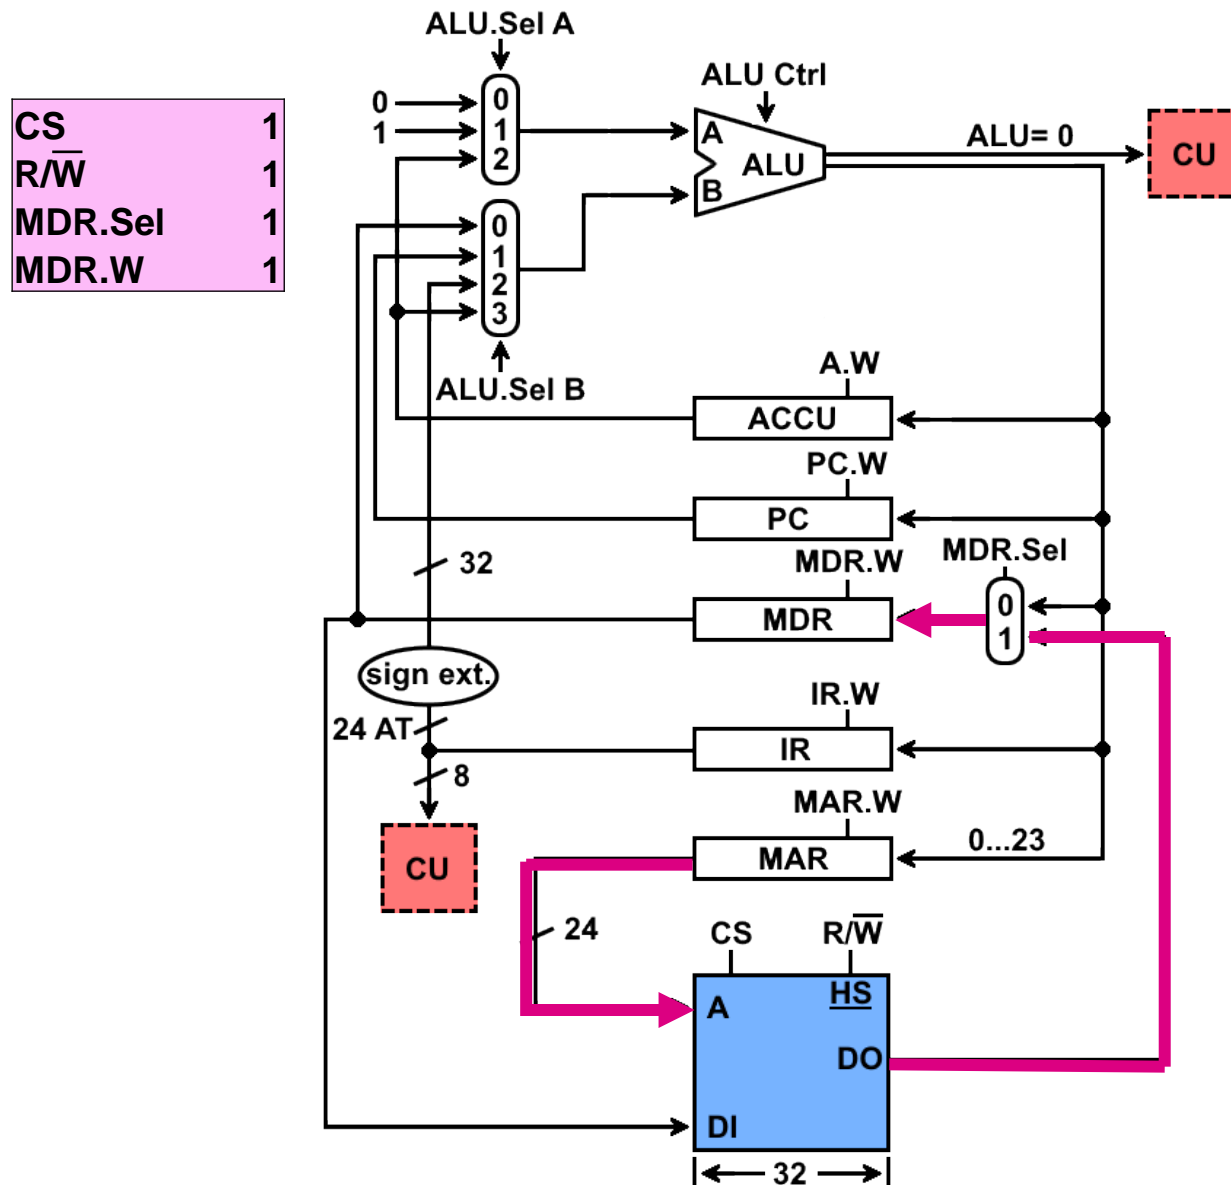 CS 1
R/W̅ 1
MDR.Sel 1
MDR.W 1
ALU.Sel A
0
1
0
1
2
ALU Ctrl
A
B
ALU
ALU= 0
CU
0
1
2
3
ALU.Sel B
A.W
ACCU
PC.W
PC
32
MDR.W
MDR.Sel
MDR
0
1
sign ext.
24 AT
8
CU
IR.W
IR
MAR.W
MAR
0...23
24
CS
R/W̅
H̅S̅
A
DO
DI
32